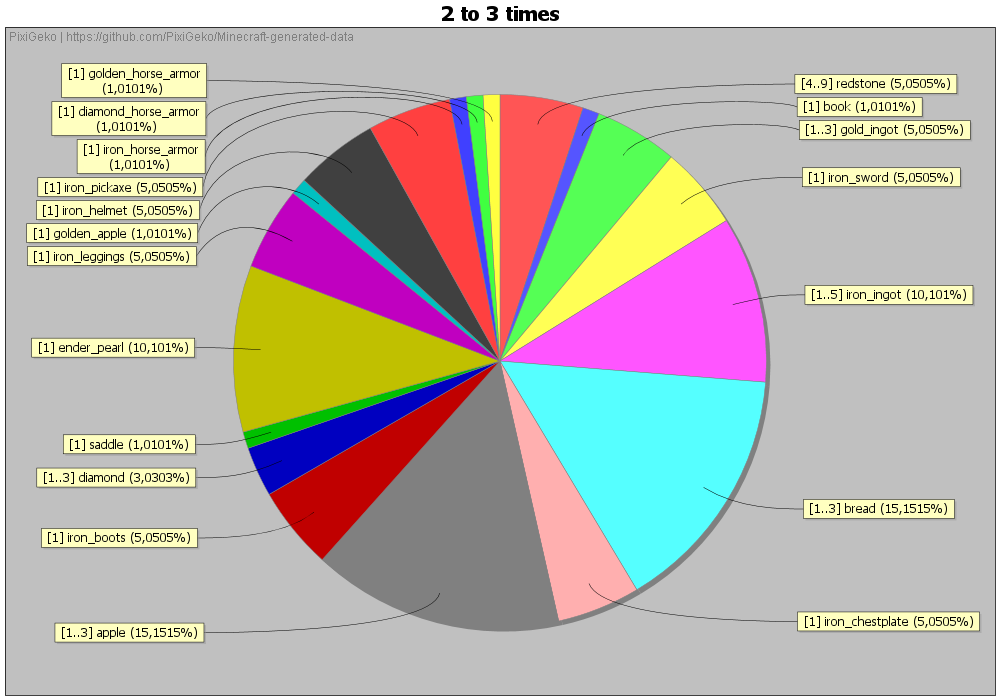 2 to 3 times
PixiGeko | https://github.com/PixiGeko/Minecraft-generated-data
[1] golden_horse_armor
(1,0101%)
[1] diamond_horse_armor
(1,0101%)
[1] iron_horse_armor
(1,0101%)
[1] iron_pickaxe (5,0505%)
[1] iron_helmet (5,0505%)
[1] golden_apple (1,0101%)
[1] iron_leggings (5,0505%)
[1] ender_pearl (10,101%)
[1] saddle (1,0101%)
[1..3] diamond (3,0303%)
[1] iron_boots (5,0505%)
[1..3] apple (15,1515%)
[4..9] redstone (5,0505%)
[1] book (1,0101%)
[1..3] gold_ingot (5,0505%)
[1] iron_sword (5,0505%)
[1..5] iron_ingot (10,101%)
[1..3] bread (15,1515%)
[1] iron_chestplate (5,0505%)